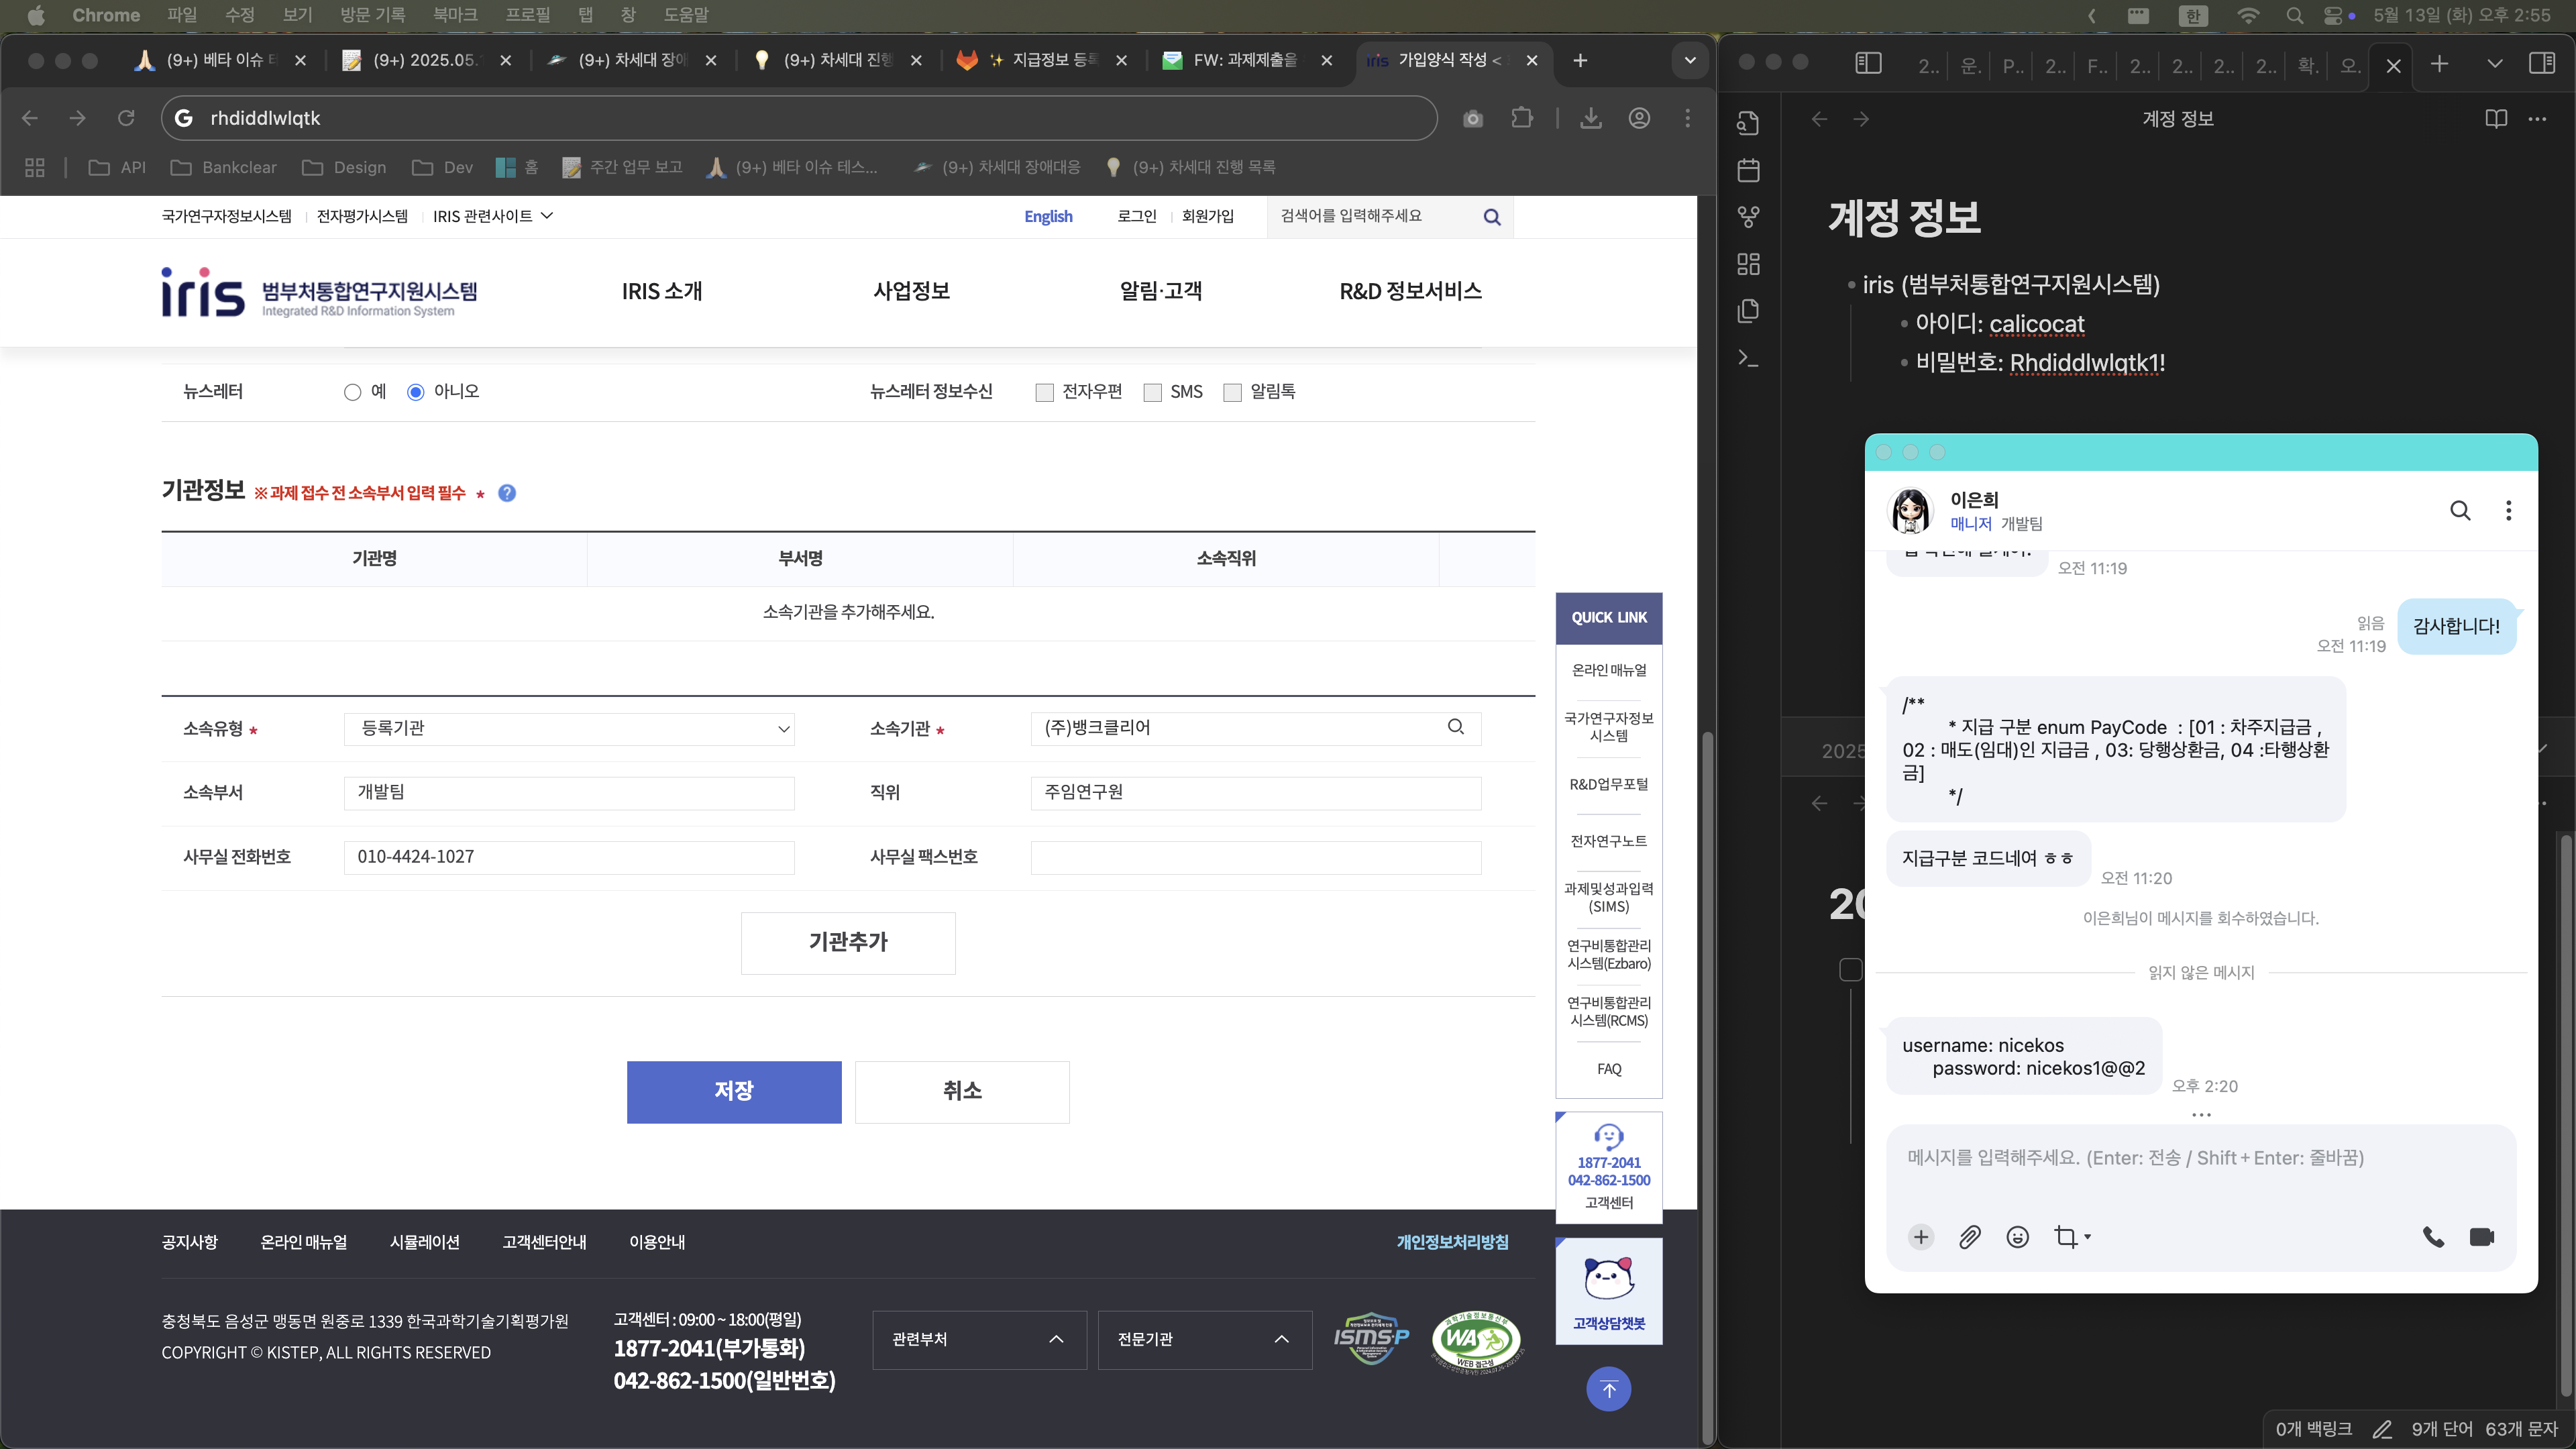 Chrome 파일 수정 보기 방문 기록 북마크 프로필 탭 창 도움말
한 5월 13일 (화) 오후 2:55
(9+) 베타 이슈 테
(9+) 2025.05.
(9+) 차세대 장애
(9+) 차세대 진행
✨ 지급정보 등록
FW: 과제제출을
iris 가입양식 작성 <
rhdiddlwlqtk
API Bankclear Design Dev 홈 주간 업무 보고 (9+) 베타 이슈 테스... (9+) 차세대 장애대응 (9+) 차세대 진행 목록
국가연구자정보시스템 전자평가시스템 IRIS 관련사이트
English 로그인 회원가입 검색어를 입력해주세요
iris 범부처통합연구지원시스템
Integrated R&D Information System
IRIS 소개 사업정보 알림·고객 R&D 정보서비스
뉴스레터 예 아니오 뉴스레터 정보수신 전자우편 SMS 알림톡
기관정보 ※ 과제 접수 전 소속부서 입력 필수 * ?
기관명 부서명 소속직위
소속기관을 추가해주세요.
소속유형 * 등록기관 소속기관 * (주)뱅크클리어
소속부서 개발팀 직위 주임연구원
사무실 전화번호 010-4424-1027 사무실 팩스번호
기관추가
저장 취소
QUICK LINK
온라인 매뉴얼
국가연구자정보
시스템
R&D업무포털
전자연구노트
과제및성과입력
(SIMS)
연구비통합관리
시스템(Ezbaro)
연구비통합관리
시스템(RCMS)
FAQ
1877-2041
042-862-1500
고객센터
고객상담챗봇
공지사항 온라인 매뉴얼 시뮬레이션 고객센터안내 이용안내 개인정보처리방침
충청북도 음성군 맹동면 원중로 1339 한국과학기술기획평가원
COPYRIGHT © KISTEP, ALL RIGHTS RESERVED
고객센터 : 09:00 ~ 18:00(평일)
1877-2041(부가통화)
042-862-1500(일반번호)
관련부처 전문기관
ISMS-P
WA
WEB 접근성
2.. 운. P.. 2.. F.. 2.. 2.. 2.. 2.. 확. 오.
계정 정보
계정 정보
iris (범부처통합연구지원시스템)
아이디: calicocat
비밀번호: Rhdiddlwlqtk1!
2025
20
이은희
매니저 개발팀
오전 11:19
감사합니다!
읽음
오전 11:19
/**
* 지급 구분 enum PayCode : [01 : 차주지급금 ,
02 : 매도(임대)인 지급금 , 03: 당행상환금, 04 :타행상환
금]
*/
지급구분 코드네여 ㅎㅎ
오전 11:20
이은희님이 메시지를 회수하였습니다.
읽지 않은 메시지
username: nicekos
password: nicekos1@@2
오후 2:20
메시지를 입력해주세요. (Enter: 전송 / Shift + Enter: 줄바꿈)
0개 백링크 9개 단어 63개 문자